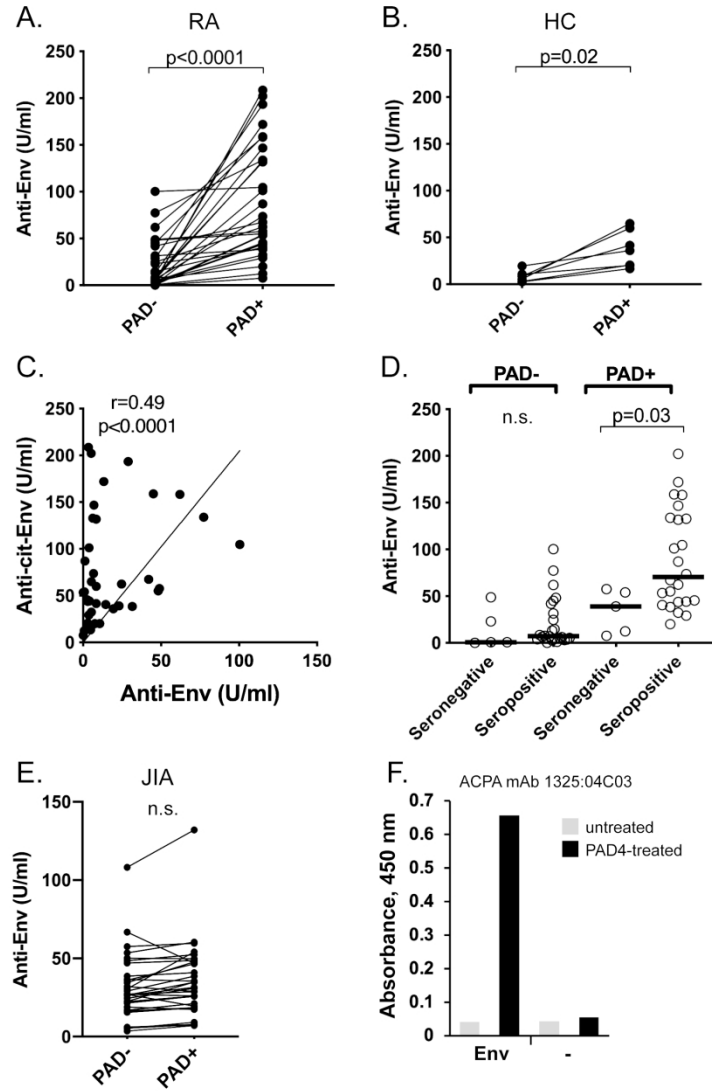 A.
RA
p<0.0001
Anti-Env (U/ml)
250
200
150
100
50
0
PAD-
PAD+
B.
HC
p=0.02
Anti-Env (U/ml)
250
200
150
100
50
0
PAD-
PAD+
C.
r=0.49
p<0.0001
Anti-cit-Env (U/ml)
250
200
150
100
50
0
0
50
100
150
Anti-Env (U/ml)
D.
PAD-
PAD+
n.s.
p=0.03
Anti-Env (U/ml)
250
200
150
100
50
0
Seronegative
Seropositive
Seronegative
Seropositive
E.
JIA
n.s.
Anti-Env (U/ml)
150
100
50
0
PAD-
PAD+
F.
ACPA mAb 1325:04C03
untreated
PAD4-treated
Absorbance, 450 nm
0.7
0.6
0.5
0.4
0.3
0.2
0.1
0
Env
-